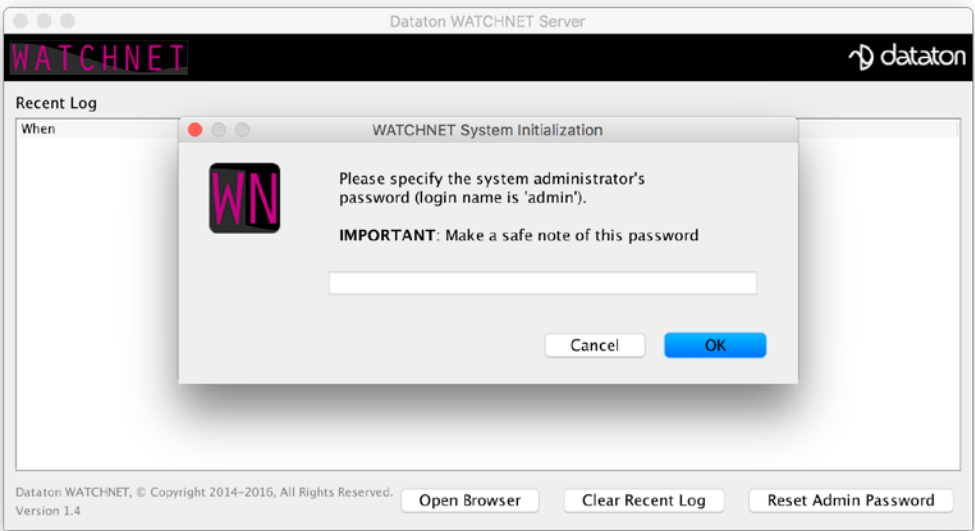 Dataton WATCHNET Server
WATCHNET
dataton
Recent Log
When
WATCHNET System Initialization
WN
Please specify the system administrator's
password (login name is 'admin').
IMPORTANT: Make a safe note of this password
Cancel
OK
Dataton WATCHNET, © Copyright 2014-2016, All Rights Reserved.
Version 1.4
Open Browser
Clear Recent Log
Reset Admin Password